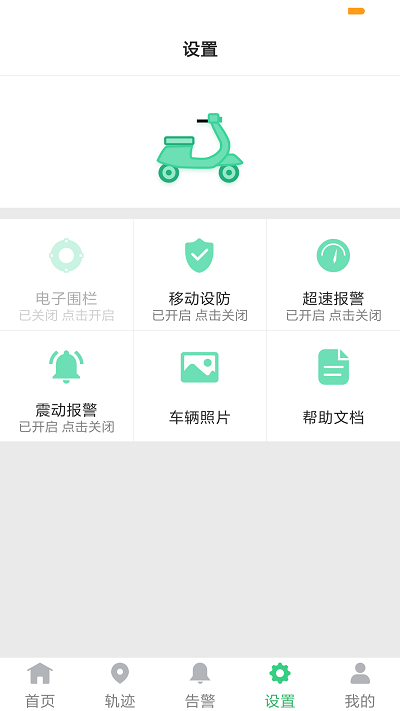 设置
电子围栏
已关闭 点击开启
移动设防
已开启 点击关闭
超速报警
已开启 点击关闭
震动报警
已开启 点击关闭
车辆照片
帮助文档
首页
轨迹
告警
设置
我的